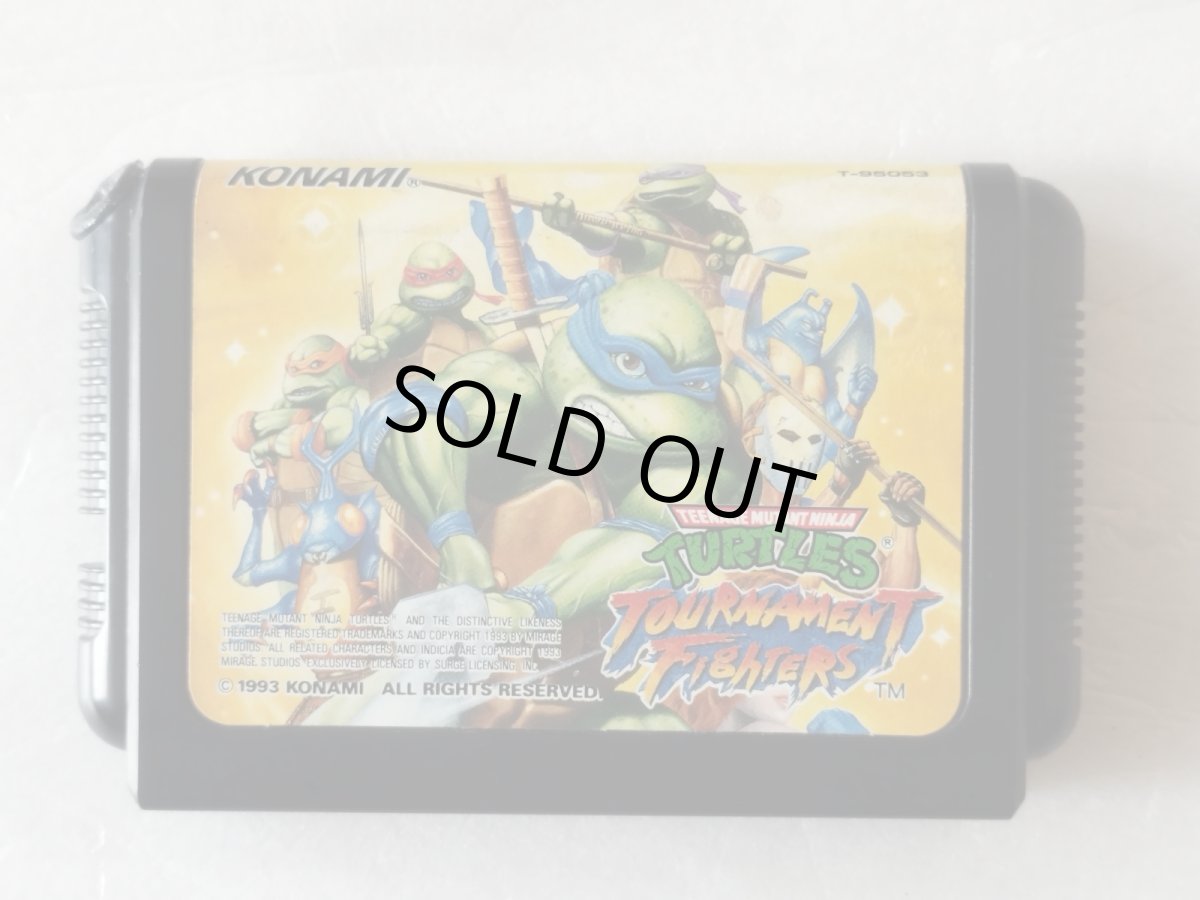 KONAMI®
T-95053
SOLD OUT
TEENAGE MUTANT NINJA
TURTLES®
TOURNAMENT
FIGHTERS
TM
TEENAGE MUTANT "NINJA TURTLES" AND THE DISTINCTIVE LIKENESS
THEREOF ARE REGISTERED TRADEMARKS AND COPYRIGHT 1993 BY MIRAGE
STUDIOS ALL RELATED CHARACTERS AND INDICIA ARE COPYRIGHT 1993
MIRAGE STUDIOS EXCLUSIVELY LICENSED BY SURGE LICENSING, INC.
© 1993 KONAMI ALL RIGHTS RESERVED.